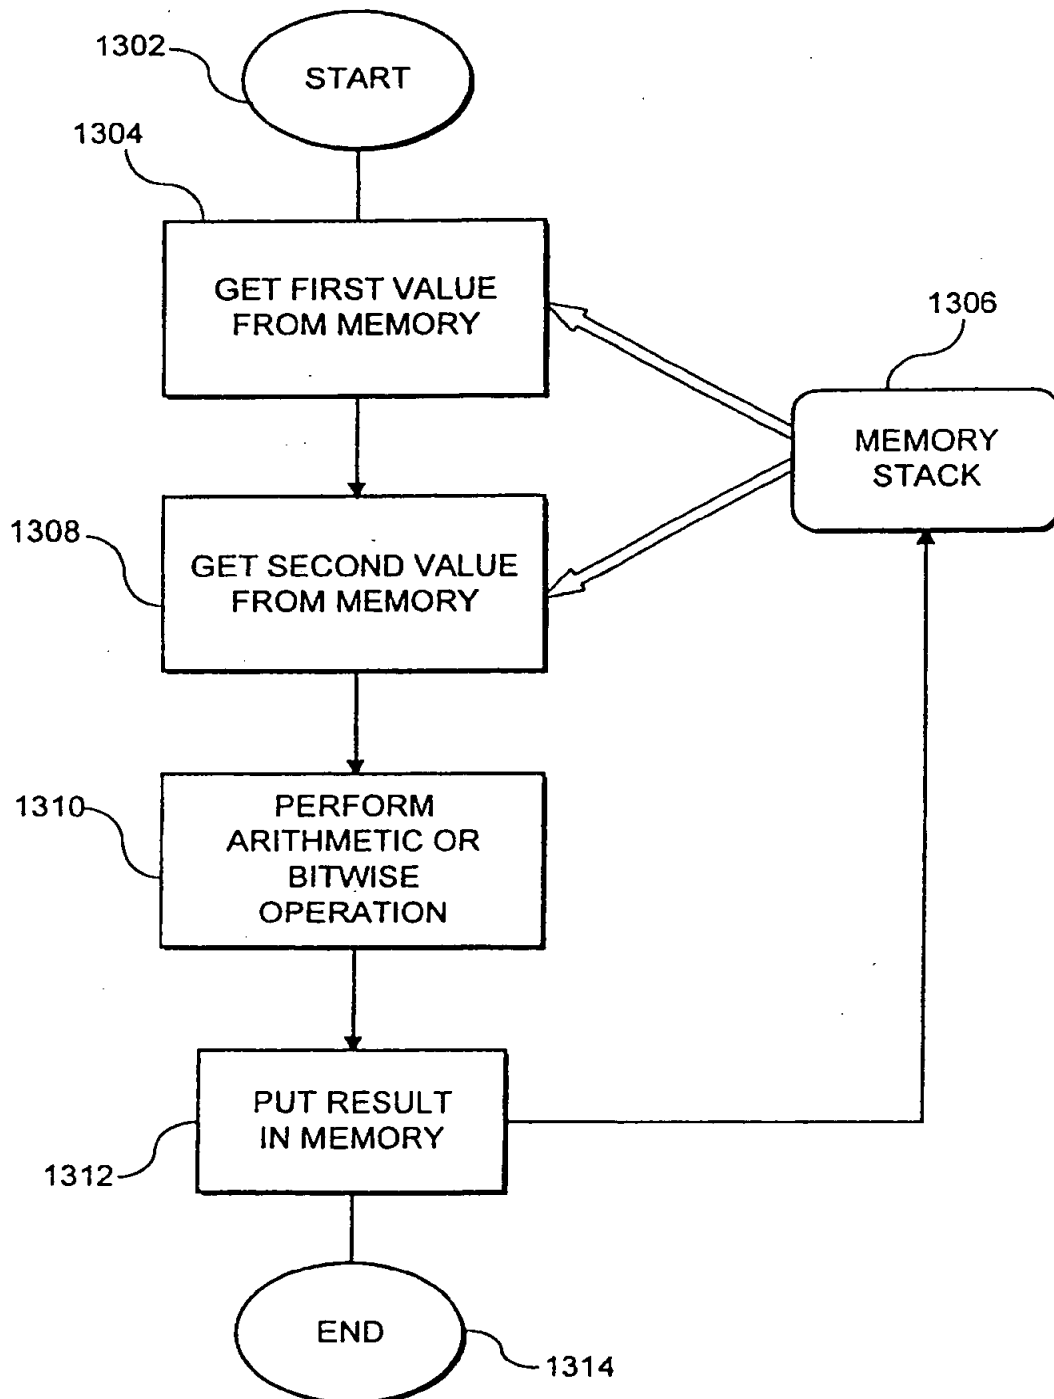 1302
START
1304
GET FIRST VALUE
FROM MEMORY
1306
MEMORY
STACK
1308
GET SECOND VALUE
FROM MEMORY
1310
PERFORM
ARITHMETIC OR
BITWISE
OPERATION
PUT RESULT
IN MEMORY
1312
END
1314